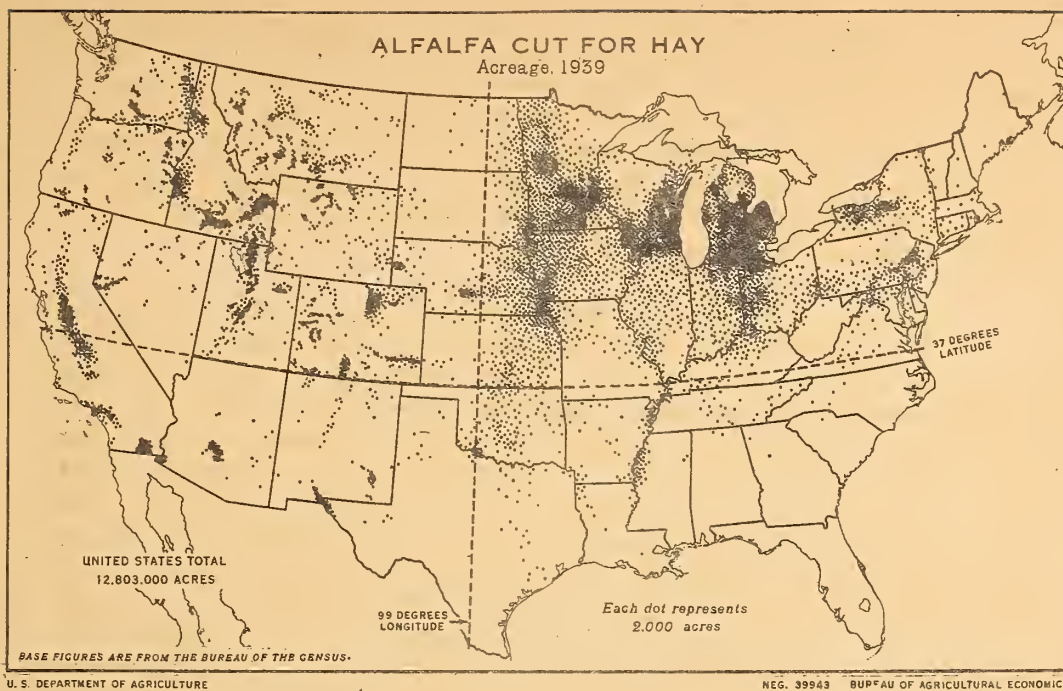 ALFALFA CUT FOR HAY
Acreage, 1939
37 DEGREES
LATITUDE
UNITED STATES TOTAL
12,803,000 ACRES
99 DEGREES
LONGITUDE
Each dot represents
2,000 acres
BASE FIGURES ARE FROM THE BUREAU OF THE CENSUS.
U. S. DEPARTMENT OF AGRICULTURE
NEG. 39943 BUREAU OF AGRICULTURAL ECONOMIC